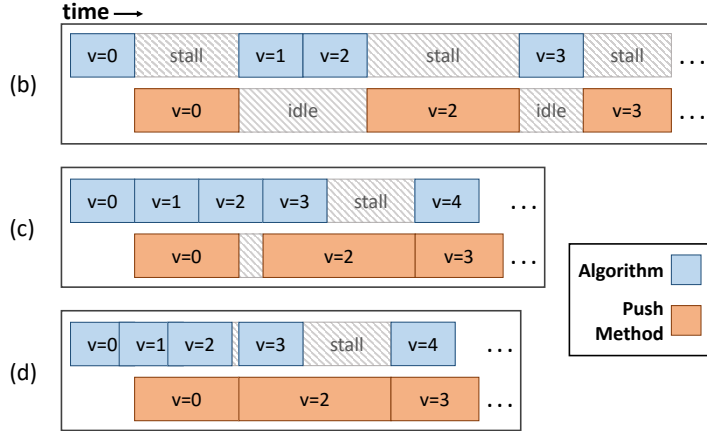 time
(b)
v=0 stall v=1 v=2 stall v=3 stall ...
v=0 idle v=2 idle v=3 ...
(c)
v=0 v=1 v=2 v=3 stall v=4 ...
v=0 v=2 v=3 ...
Algorithm
Push
Method
(d)
v=0 v=1 v=2 v=3 stall v=4 ...
v=0 v=2 v=3 ...